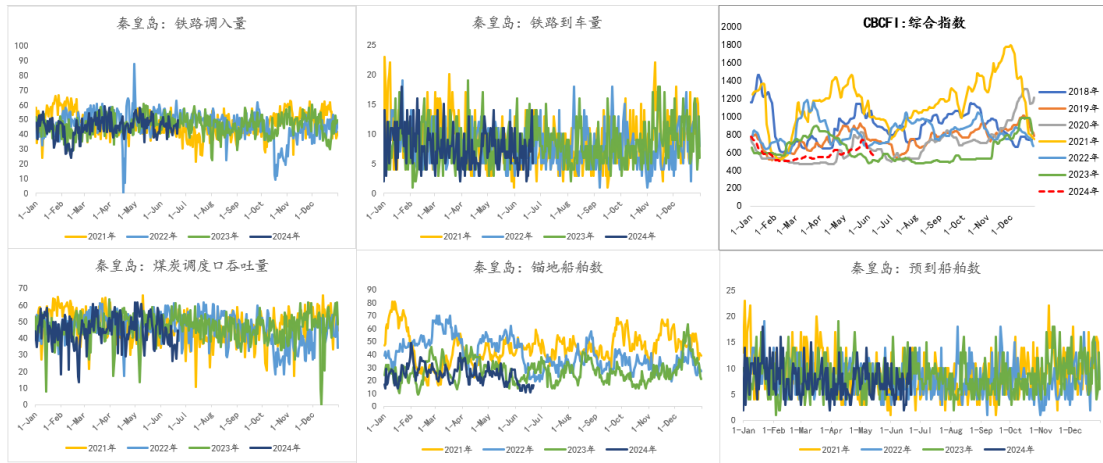 秦皇岛：铁路调入量
100
90
80
70
60
50
40
30
20
10
0
1-Jan
1-Feb
1-Mar
1-Apr
1-May
1-Jun
1-Jul
1-Aug
1-Sep
1-Oct
1-Nov
1-Dec
2021年 2022年 2023年 2024年
秦皇岛：铁路到车量
25
20
15
10
5
0
1-Jan
1-Feb
1-Mar
1-Apr
1-May
1-Jun
1-Jul
1-Aug
1-Sep
1-Oct
1-Nov
1-Dec
2021年 2022年 2023年 2024年
CBCFI:综合指数
2000
1800
1600
1400
1200
1000
800
600
400
200
0
1-Jan
1-Feb
1-Mar
1-Apr
1-May
1-Jun
1-Jul
1-Aug
1-Sep
1-Oct
1-Nov
1-Dec
2018年
2019年
2020年
2021年
2022年
2023年
2024年
秦皇岛：煤炭调度口吞吐量
70
60
50
40
30
20
10
0
1-Jan
1-Feb
1-Mar
1-Apr
1-May
1-Jun
1-Jul
1-Aug
1-Sep
1-Oct
1-Nov
1-Dec
2021年 2022年 2023年 2024年
秦皇岛：锚地船舶数
90
80
70
60
50
40
30
20
10
0
1-Jan
1-Feb
1-Mar
1-Apr
1-May
1-Jun
1-Jul
1-Aug
1-Sep
1-Oct
1-Nov
1-Dec
2021年 2022年 2023年 2024年
秦皇岛：预到船舶数
25
20
15
10
5
0
1-Jan
1-Feb
1-Mar
1-Apr
1-May
1-Jun
1-Jul
1-Aug
1-Sep
1-Oct
1-Nov
1-Dec
2021年 2022年 2023年 2024年